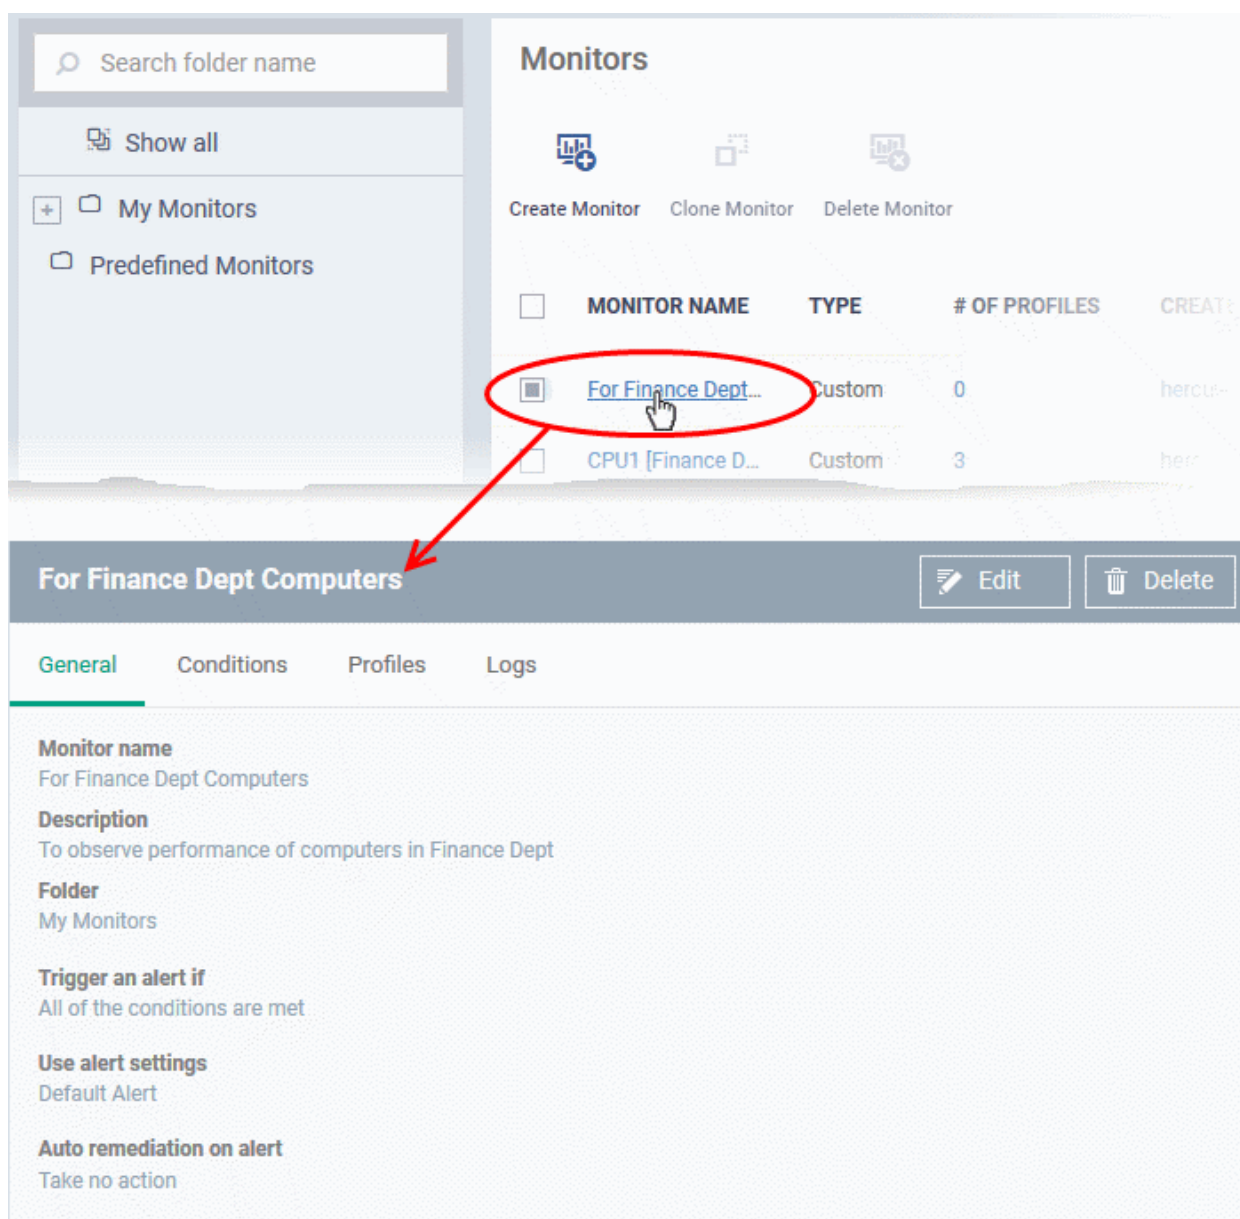 Search folder name
Show all
My Monitors
Predefined Monitors
Monitors
Create Monitor Clone Monitor Delete Monitor
MONITOR NAME TYPE # OF PROFILES
For Finance Dept... Custom 0
CPU1 [Finance D... Custom 3
For Finance Dept Computers Edit Delete
General Conditions Profiles Logs
Monitor name
For Finance Dept Computers
Description
To observe performance of computers in Finance Dept
Folder
My Monitors
Trigger an alert if
All of the conditions are met
Use alert settings
Default Alert
Auto remediation on alert
Take no action